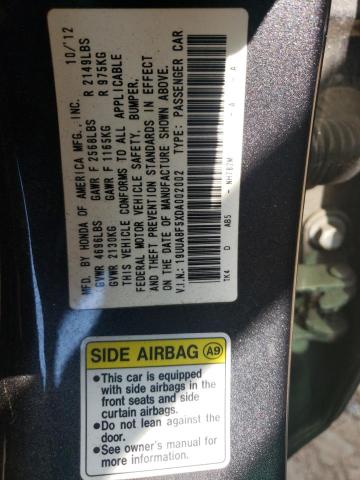 MFD. BY HONDA OF AMERICA MFG., INC. 10/'12
GVWR 4696LBS GAWR F 2568LBS R 2149LBS
GVWR 2130KG GAWR F 1165KG R 975KG
THIS VEHICLE CONFORMS TO ALL APPLICABLE
FEDERAL MOTOR VEHICLE SAFETY, BUMPER,
AND THEFT PREVENTION STANDARDS IN EFFECT
ON THE DATE OF MANUFACTURE SHOWN ABOVE.
V.I.N.: 19UUA8F5XDA002002 TYPE: PASSENGER CAR
TK4 D AB5 NH782M A A
SIDE AIRBAG A9
•This car is equipped
with side airbags in the
front seats and side
curtain airbags.
•Do not lean against the
door.
•See owner's manual for
more information.